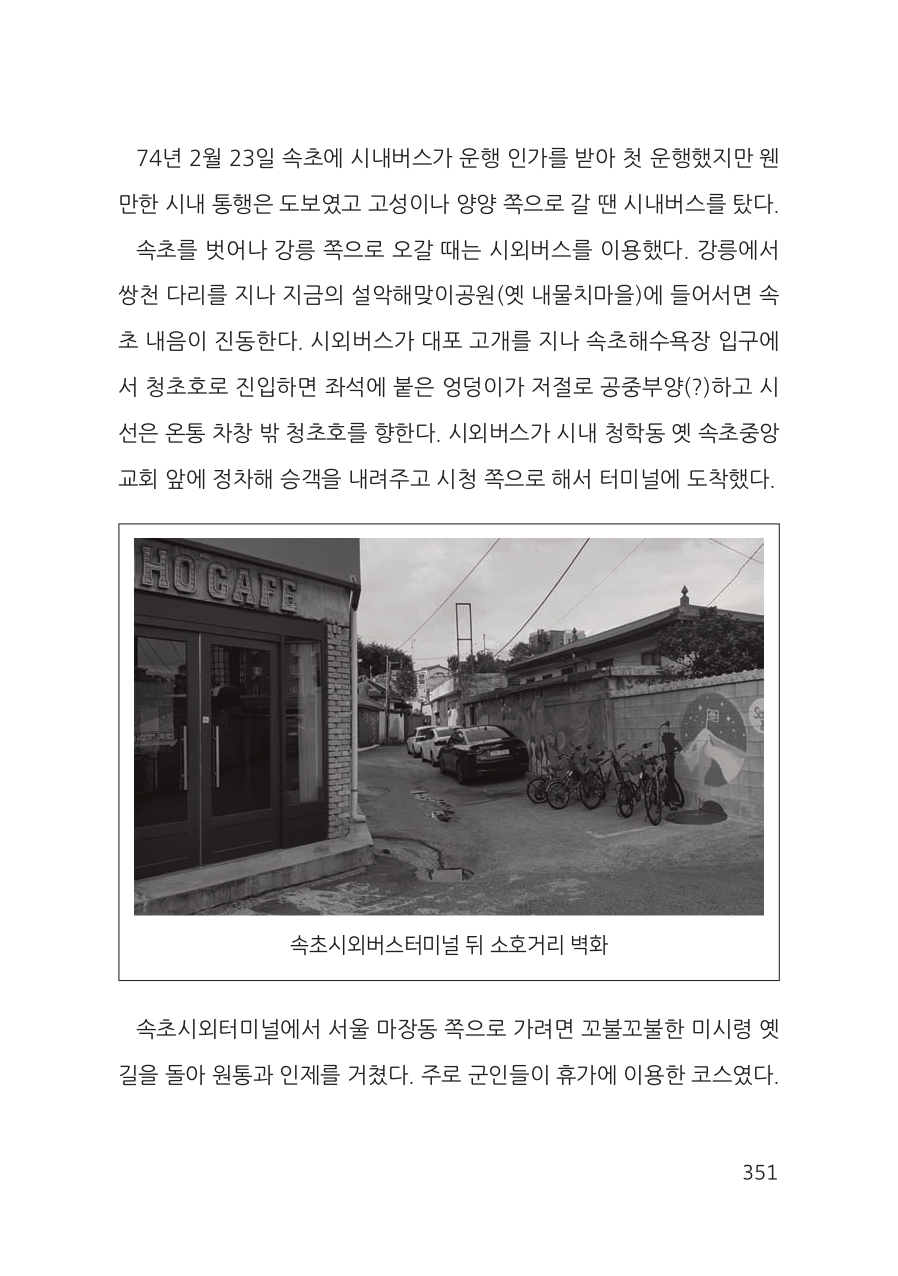 74년 2월 23일 속초에 시내버스가 운행 인가를 받아 첫 운행했지만 웬
만한 시내 통행은 도보였고 고성이나 양양 쪽으로 갈 땐 시내버스를 탔다.
속초를 벗어나 강릉 쪽으로 오갈 때는 시외버스를 이용했다. 강릉에서
쌍천 다리를 지나 지금의 설악해맞이공원(옛 내물치마을)에 들어서면 속
초 내음이 진동한다. 시외버스가 대포 고개를 지나 속초해수욕장 입구에
서 청초호로 진입하면 좌석에 붙은 엉덩이가 저절로 공중부양(?)하고 시
선은 온통 차창 밖 청초호를 향한다. 시외버스가 시내 청학동 옛 속초중앙
교회 앞에 정차해 승객을 내려주고 시청 쪽으로 해서 터미널에 도착했다.
HO CAFE
속초시외버스터미널 뒤 소호거리 벽화
속초시외터미널에서 서울 마장동 쪽으로 가려면 꼬불꼬불한 미시령 옛
길을 돌아 원통과 인제를 거쳤다. 주로 군인들이 휴가에 이용한 코스였다.
351